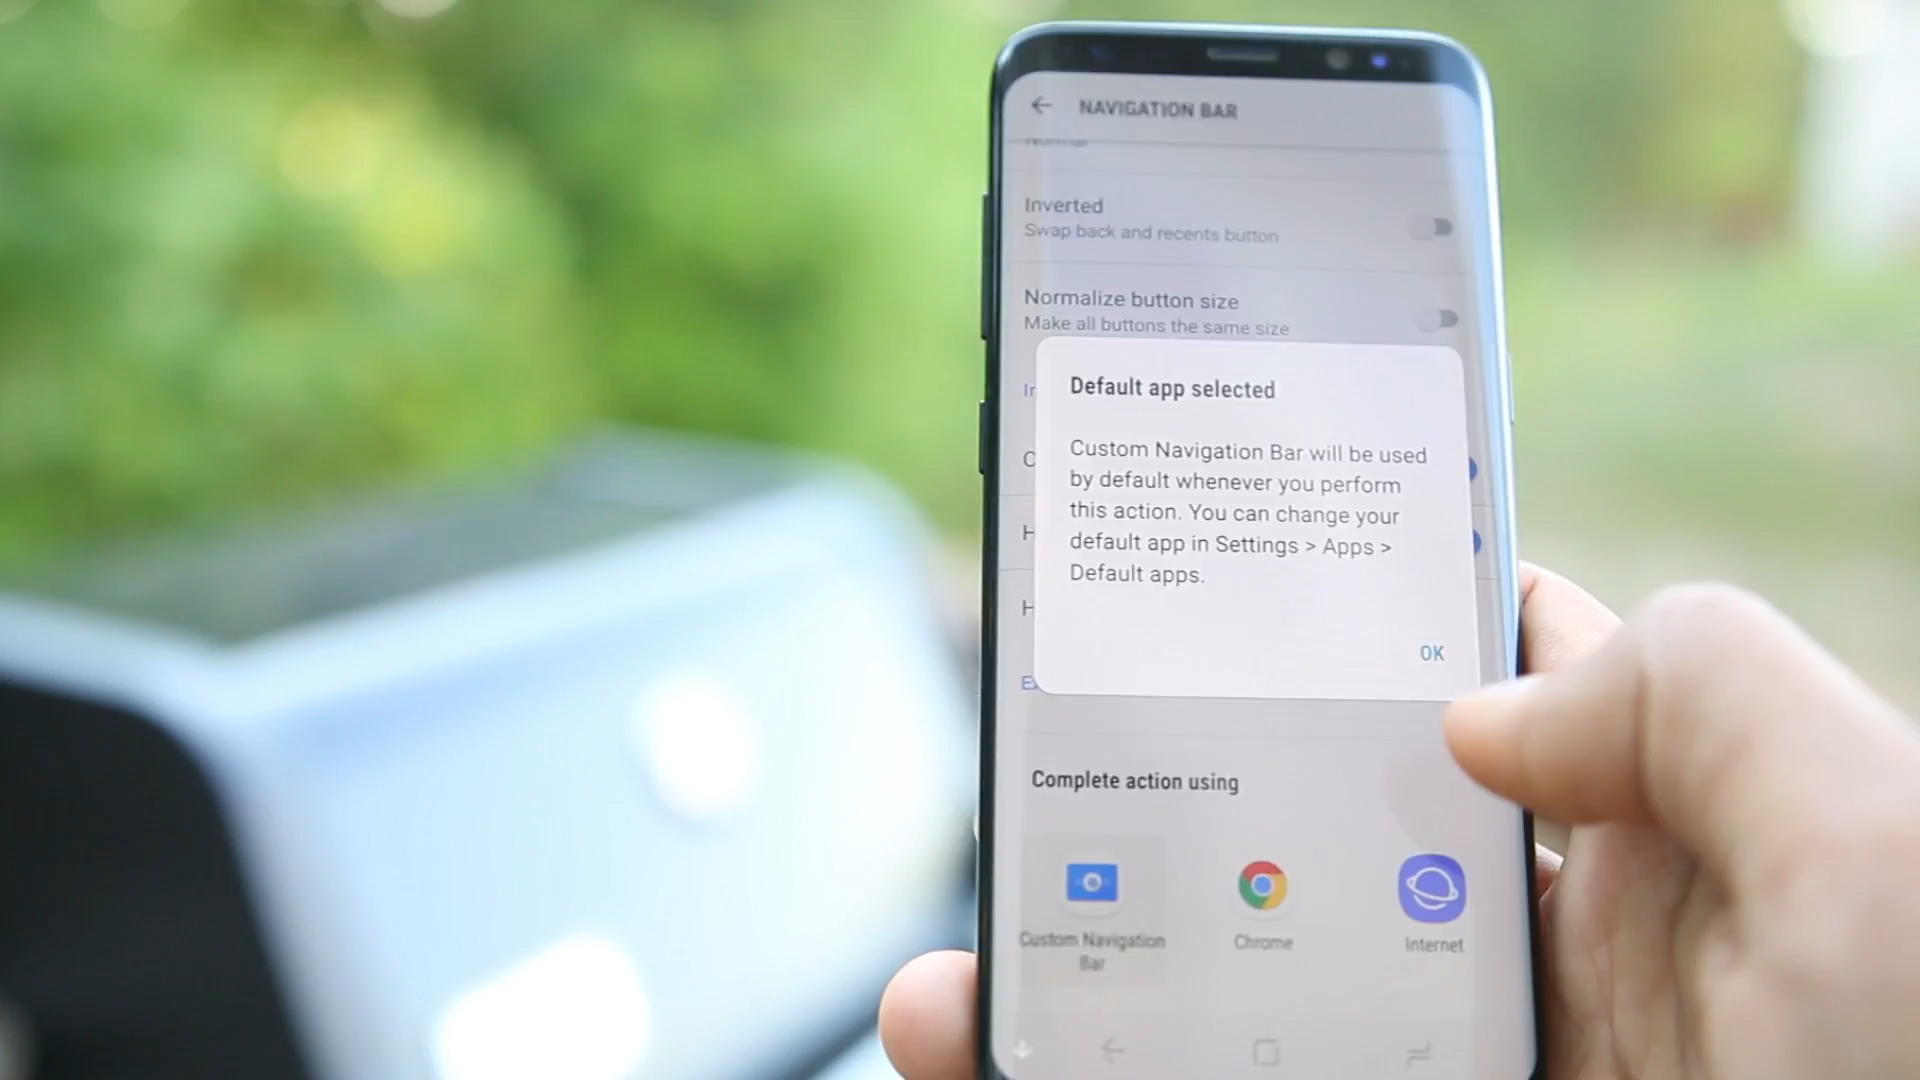 NAVIGATION BAR
Normal
Inverted
Swap back and recents button
Normalize button size
Make all buttons the same size
Default app selected
Custom Navigation Bar will be used
by default whenever you perform
this action. You can change your
default app in Settings > Apps >
Default apps.
OK
Complete action using
Custom Navigation
Bar
Chrome
Internet